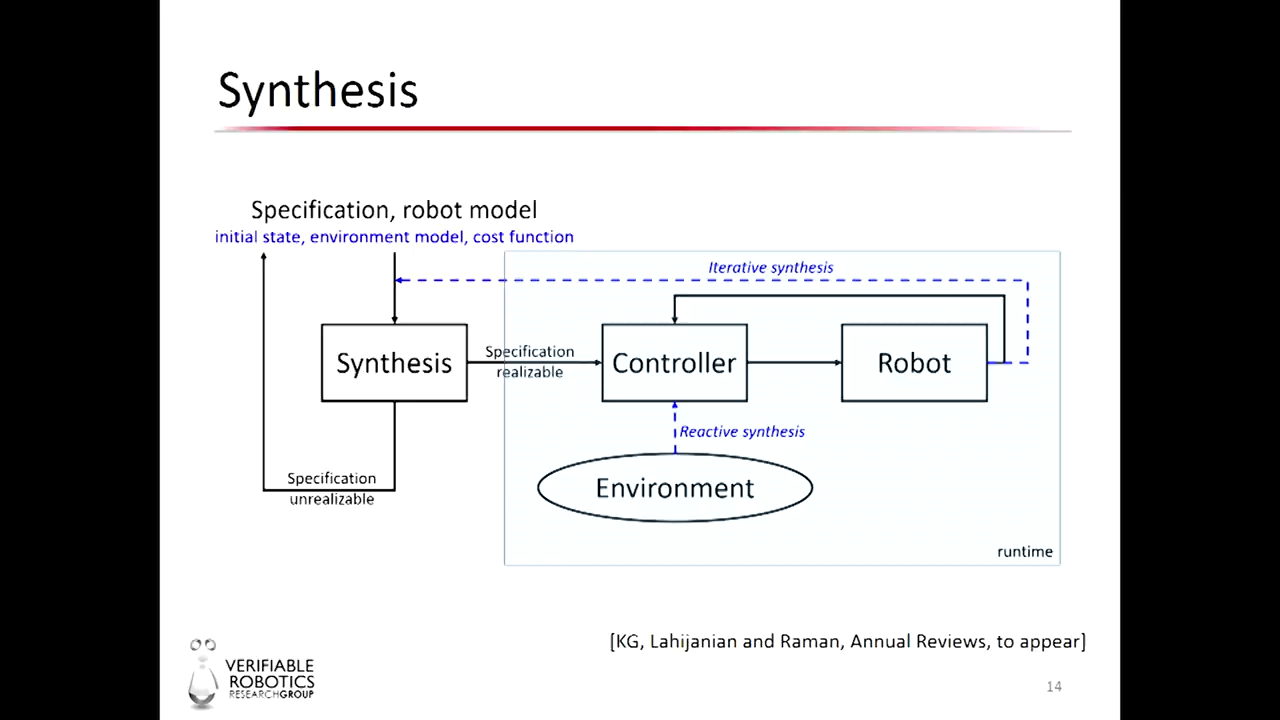 Synthesis
Specification, robot model
initial state, environment model, cost function
Iterative synthesis
Synthesis
Specification
realizable
Controller
Robot
Reactive synthesis
Specification
unrealizable
Environment
runtime
[KG, Lahijanian and Raman, Annual Reviews, to appear]
VERIFIABLE
ROBOTICS
RESEARCHGROUP
14